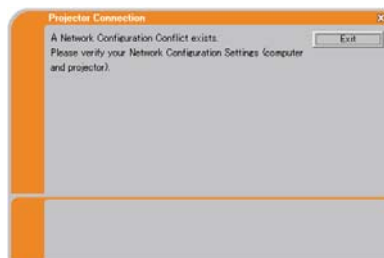 Projector Connection
X
A Network Configuration Conflict exists.
Exit
Please verify your Network Configuration Settings (computer
and projector).